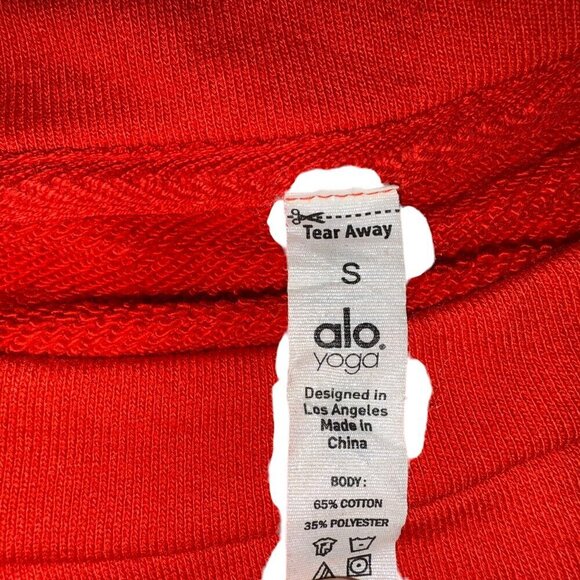 Tear Away
S
alo
yoga
Designed in
Los Angeles
Made in
China
BODY:
65% COTTON
35% POLYESTER